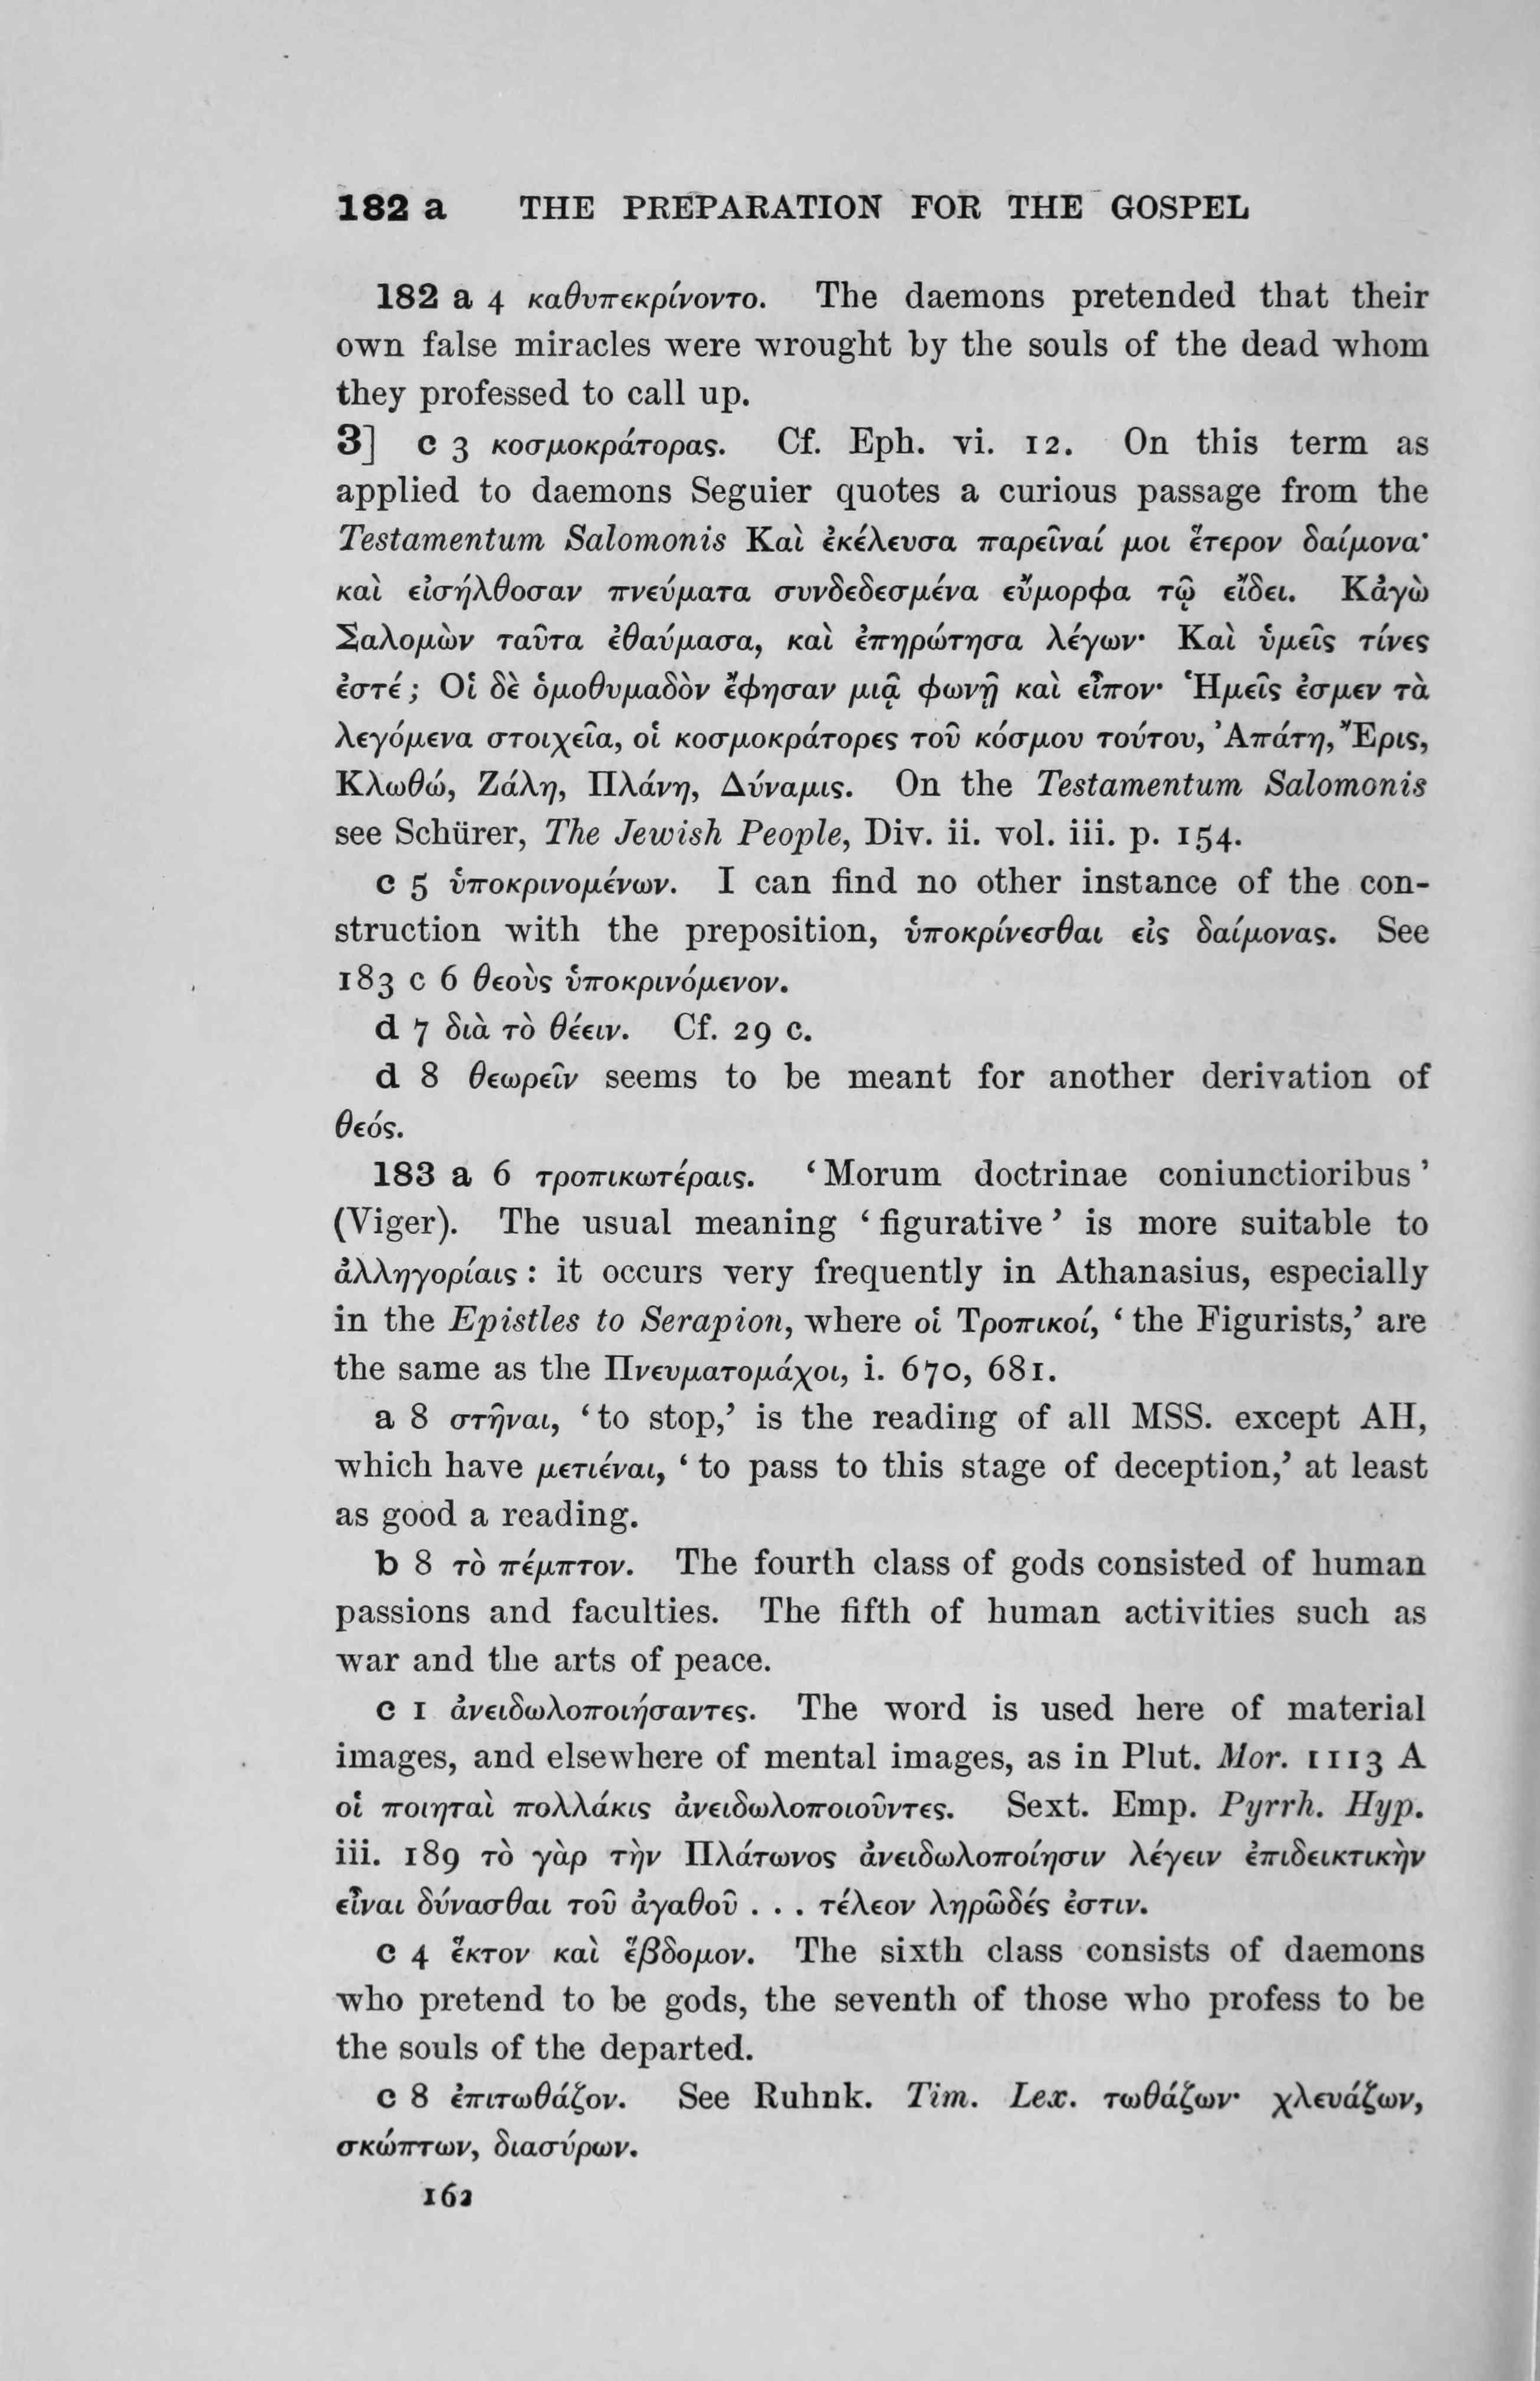 182 a THE PREPARATION FOR THE GOSPEL
182 a 4 καθυπεκρίνοντο. The daemons pretended that their
own false miracles were wrought by the souls of the dead whom
they professed to call up.
3] c 3 κοσμοκράτορας. Cf. Eph. vi. 12. On this term as
applied to daemons Seguier quotes a curious passage from the
Testamentum Salomonis Καὶ ἐκέλευσα παρεῖναί μοι ἕτερον δαίμονα·
καὶ εἰσήλθοσαν πνεύματα συνδεδεσμένα εὔμορφα τῷ εἴδει. Κἀγὼ
Σαλομὼν ταῦτα ἐθαύμασα, καὶ ἐπηρώτησα λέγων· Καὶ ὑμεῖς τίνες
ἐστέ; Οἱ δὲ ὁμοθυμαδὸν ἔφησαν μιᾷ φωνῇ καὶ εἶπον· Ἡμεῖς ἐσμεν τὰ
λεγόμενα στοιχεῖα, οἱ κοσμοκράτορες τοῦ κόσμου τούτου, Ἀπάτη, Ἔρις,
Κλωθώ, Ζάλη, Πλάνη, Δύναμις. On the Testamentum Salomonis
see Schürer, The Jewish People, Div. ii. vol. iii. p. 154.
c 5 ὑποκρινομένων. I can find no other instance of the con-
struction with the preposition, ὑποκρίνεσθαι εἰς δαίμονας. See
183 c 6 θεοὺς ὑποκρινόμενον.
d 7 διὰ τὸ θέειν. Cf. 29 c.
d 8 θεωρεῖν seems to be meant for another derivation of
θεός.
183 a 6 τροπικωτέραις. ‘Morum doctrinae coniunctioribus’
(Viger). The usual meaning ‘figurative’ is more suitable to
ἀλληγορίαις: it occurs very frequently in Athanasius, especially
in the Epistles to Serapion, where οἱ Τροπικοί, ‘the Figurists,’ are
the same as the Πνευματομάχοι, i. 670, 681.
a 8 στῆναι, ‘to stop,’ is the reading of all MSS. except AH,
which have μετιέναι, ‘to pass to this stage of deception,’ at least
as good a reading.
b 8 τὸ πέμπτον. The fourth class of gods consisted of human
passions and faculties. The fifth of human activities such as
war and the arts of peace.
c 1 ἀνειδωλοποιήσαντες. The word is used here of material
images, and elsewhere of mental images, as in Plut. Mor. 1113 A
οἱ ποιηταὶ πολλάκις ἀνειδωλοποιοῦντες. Sext. Emp. Pyrrh. Hyp.
iii. 189 τὸ γὰρ τὴν Πλάτωνος ἀνειδωλοποίησιν λέγειν ἐπιδεικτικὴν
εἶναι δύνασθαι τοῦ ἀγαθοῦ . . . τέλεον ληρῶδές ἐστιν.
c 4 ἕκτον καὶ ἕβδομον. The sixth class consists of daemons
who pretend to be gods, the seventh of those who profess to be
the souls of the departed.
c 8 ἐπιτωθάζον. See Ruhnk. Tim. Lex. τωθάζων· χλευάζων,
σκώπτων, διασύρων.
162